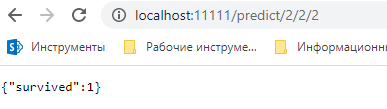 localhost:11111/predict/2/2/2
Инструменты Рабочие инструме... Информационн
{"survived":1}